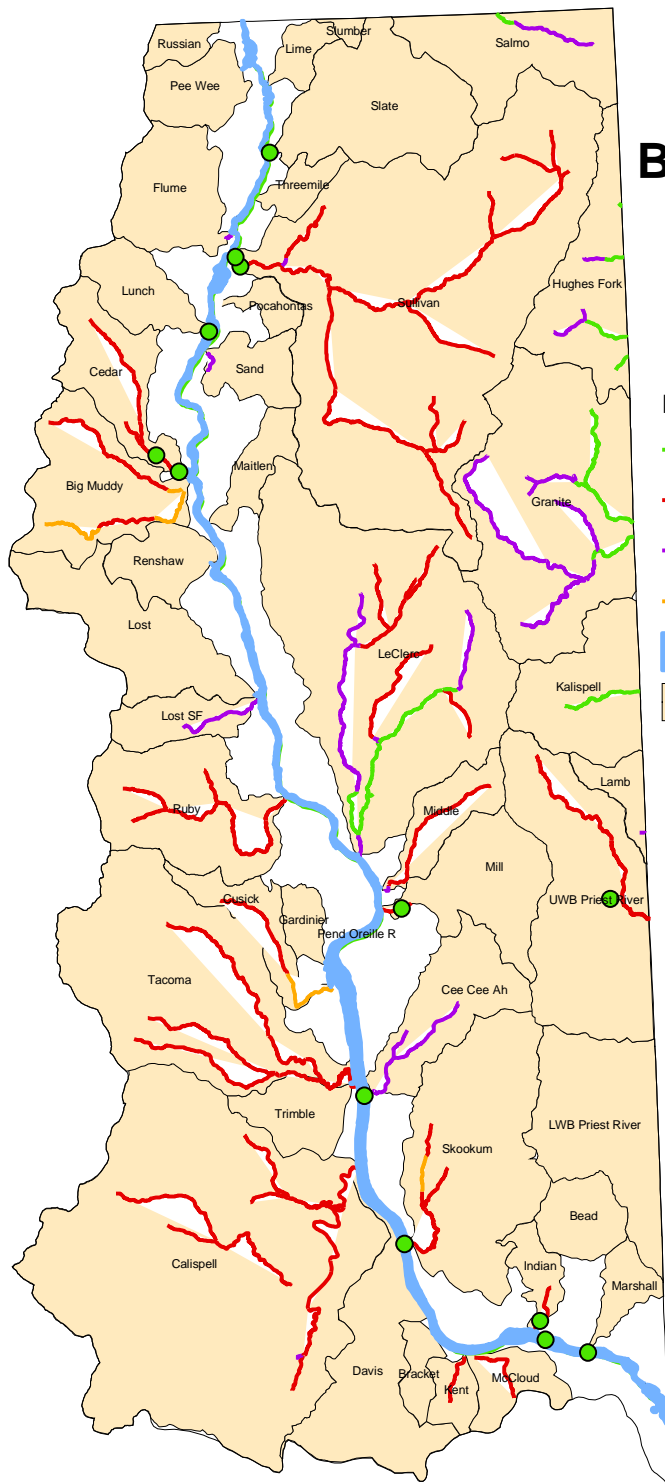 Slumber
Russian
Lime
Salmo
Pee Wee
Slate
B
Flume
Threemile
Hughes Fork
Lunch
Pocahontas
Sullivan
Cedar
Sand
Big Muddy
Maitlen
Granite
Renshaw
Lost
LeClerc
Kalispell
Lost SF
Lamb
Ruby
Middle
Mill
Cusick
UWB Priest River
Gardinier
Pend Oreille R
Tacoma
Cee Cee Ah
Trimble
LWB Priest River
Skookum
Bead
Calispell
Indian
Marshall
Davis
Bracket
McCloud
Kent